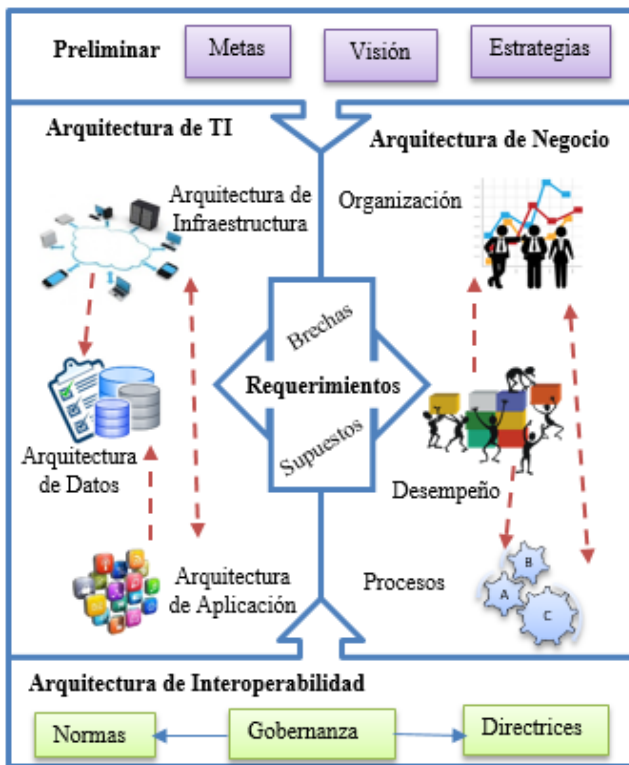 Preliminar
Metas
Visión
Estrategias
Arquitectura de TI
Arquitectura de
Infraestructura
Arquitectura
de Datos
Arquitectura
de Aplicación
Brechas
Requerimientos
Supuestos
Arquitectura de Negocio
Organización
Desempeño
Procesos
B
A
C
Arquitectura de Interoperabilidad
Normas
Gobernanza
Directrices